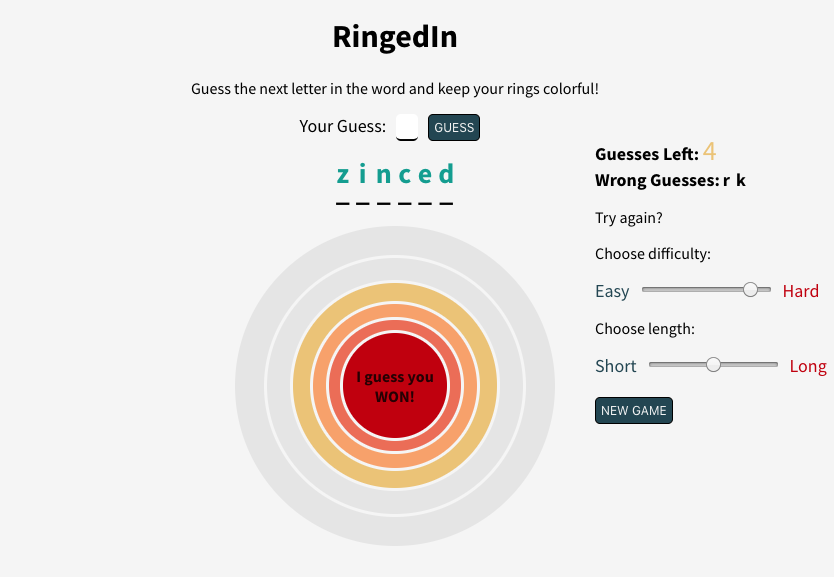 RingedIn
Guess the next letter in the word and keep your rings colorful!
Your Guess: GUESS
z i n c e d
Guesses Left: 4
Wrong Guesses: r k
Try again?
Choose difficulty:
Easy Hard
Choose length:
Short Long
NEW GAME
I guess you
WON!